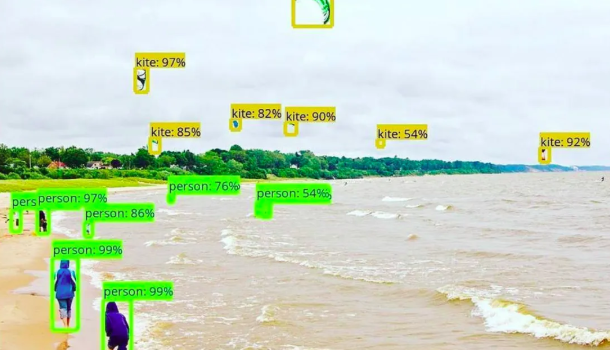 kite: 97%
kite: 82%
kite: 90%
kite: 85%
kite: 54%
kite: 92%
person: 76%
person: 54%
pers
person: 97%
person: 86%
person: 99%
person: 99%